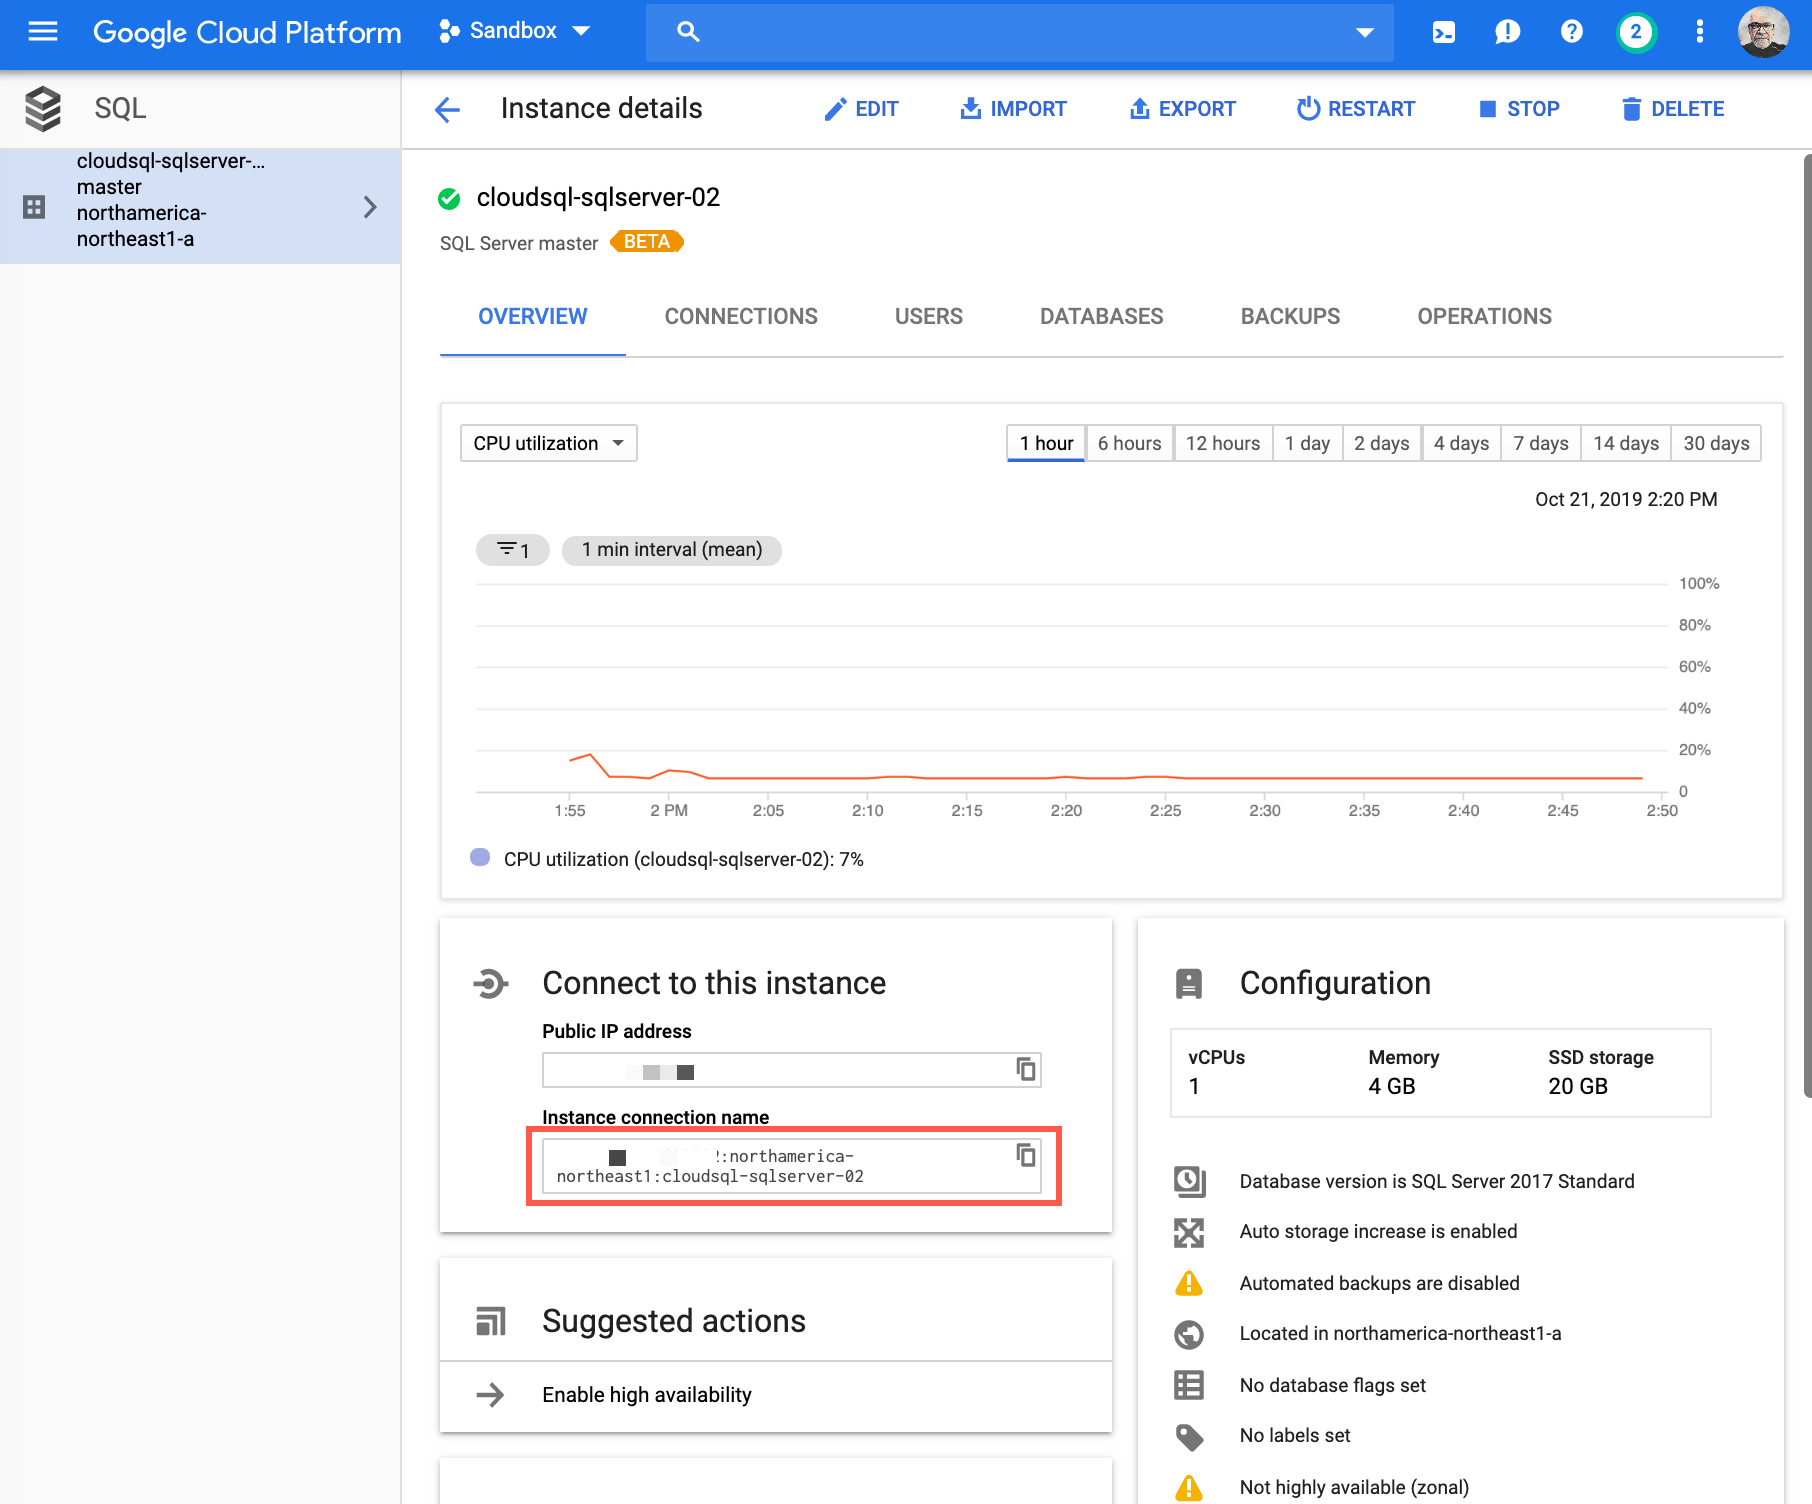 Google Cloud Platform
Sandbox
2
SQL
Instance details
EDIT
IMPORT
EXPORT
RESTART
STOP
DELETE
cloudsql-sqlserver-...
master
northamerica-
northeast1-a
cloudsql-sqlserver-02
SQL Server master
BETA
OVERVIEW
CONNECTIONS
USERS
DATABASES
BACKUPS
OPERATIONS
CPU utilization
1 hour
6 hours
12 hours
1 day
2 days
4 days
7 days
14 days
30 days
Oct 21, 2019 2:20 PM
1
1 min interval (mean)
100%
80%
60%
40%
20%
0
1:55
2 PM
2:05
2:10
2:15
2:20
2:25
2:30
2:35
2:40
2:45
2:50
CPU utilization (cloudsql-sqlserver-02): 7%
Connect to this instance
Public IP address
Instance connection name
:northamerica-
northeast1:cloudsql-sqlserver-02
Suggested actions
Enable high availability
Configuration
vCPUs
1
Memory
4 GB
SSD storage
20 GB
Database version is SQL Server 2017 Standard
Auto storage increase is enabled
Automated backups are disabled
Located in northamerica-northeast1-a
No database flags set
No labels set
Not highly available (zonal)